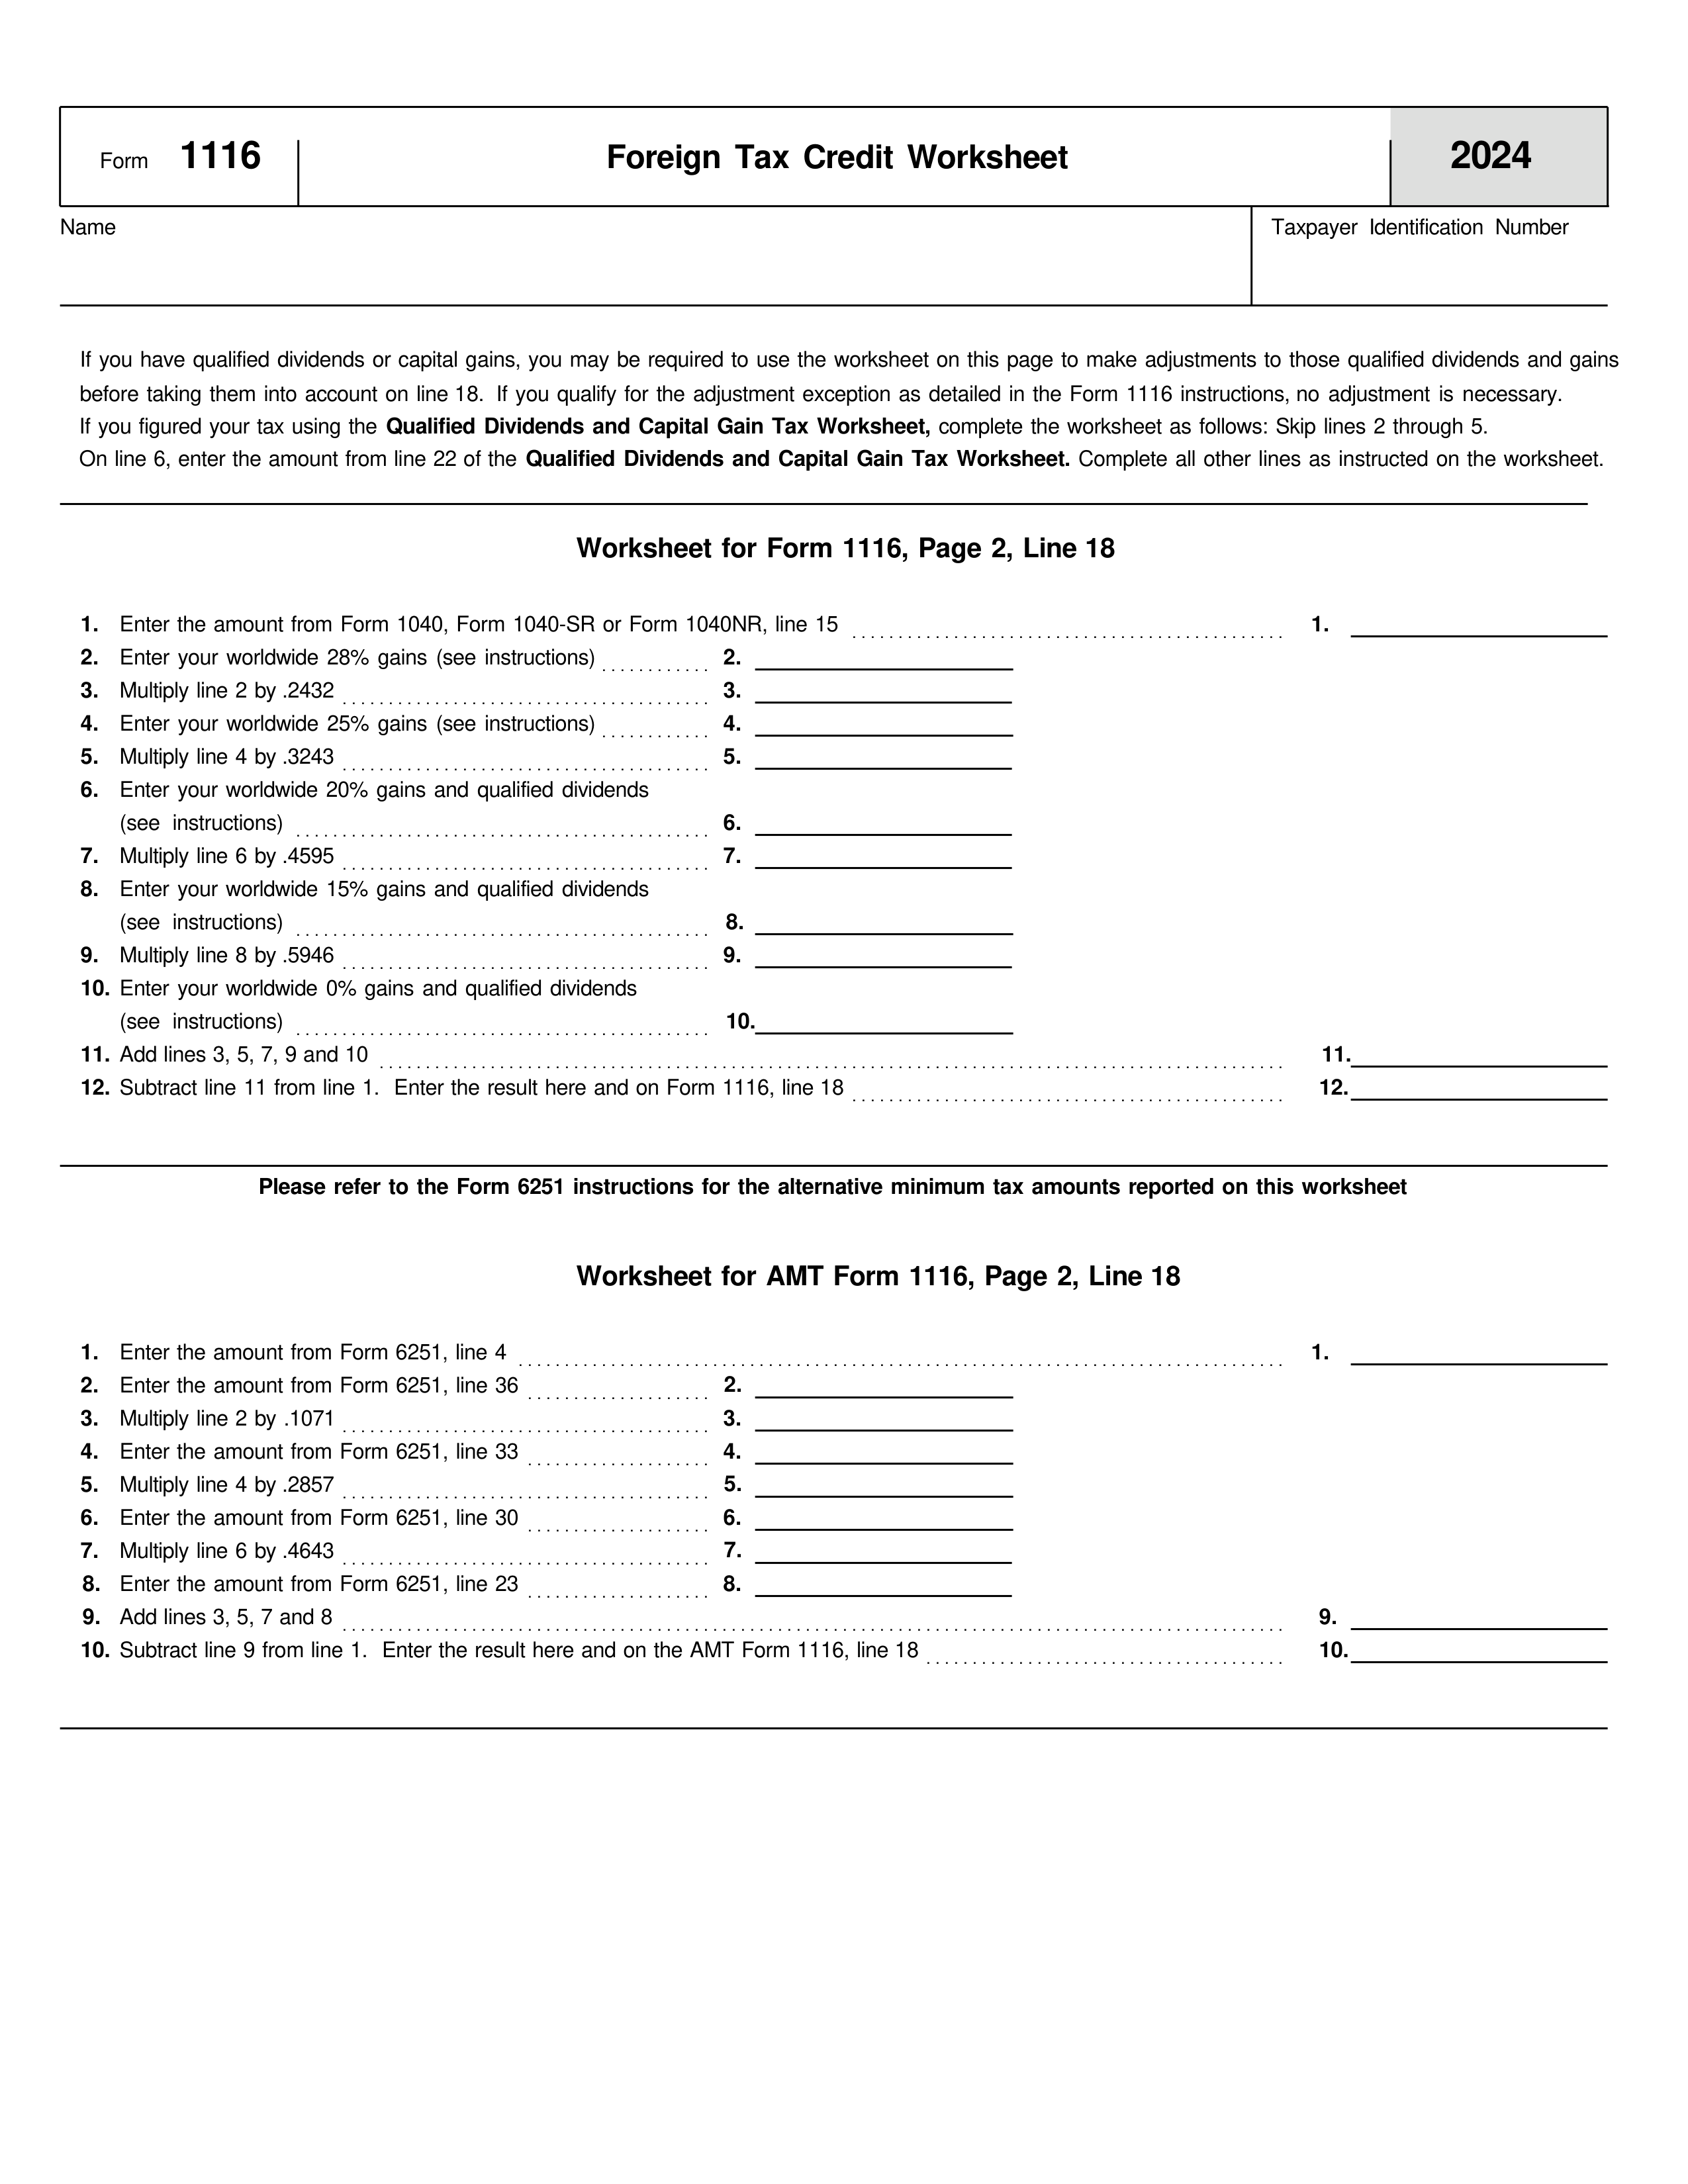 Form 1116 Foreign Tax Credit Worksheet 2024
Name Taxpayer Identification Number
If you have qualified dividends or capital gains, you may be required to use the worksheet on this page to make adjustments to those qualified dividends and gains
before taking them into account on line 18. If you qualify for the adjustment exception as detailed in the Form 1116 instructions, no adjustment is necessary.
If you figured your tax using the Qualified Dividends and Capital Gain Tax Worksheet, complete the worksheet as follows: Skip lines 2 through 5.
On line 6, enter the amount from line 22 of the Qualified Dividends and Capital Gain Tax Worksheet. Complete all other lines as instructed on the worksheet.
Worksheet for Form 1116, Page 2, Line 18
1. Enter the amount from Form 1040, Form 1040-SR or Form 1040NR, line 15 1.
2. Enter your worldwide 28% gains (see instructions) 2.
3. Multiply line 2 by .2432 3.
4. Enter your worldwide 25% gains (see instructions) 4.
5. Multiply line 4 by .3243 5.
6. Enter your worldwide 20% gains and qualified dividends
(see instructions) 6.
7. Multiply line 6 by .4595 7.
8. Enter your worldwide 15% gains and qualified dividends
(see instructions) 8.
9. Multiply line 8 by .5946 9.
10. Enter your worldwide 0% gains and qualified dividends
(see instructions) 10.
11. Add lines 3, 5, 7, 9 and 10 11.
12. Subtract line 11 from line 1. Enter the result here and on Form 1116, line 18 12.
Please refer to the Form 6251 instructions for the alternative minimum tax amounts reported on this worksheet
Worksheet for AMT Form 1116, Page 2, Line 18
1. Enter the amount from Form 6251, line 4 1.
2. Enter the amount from Form 6251, line 36 2.
3. Multiply line 2 by .1071 3.
4. Enter the amount from Form 6251, line 33 4.
5. Multiply line 4 by .2857 5.
6. Enter the amount from Form 6251, line 30 6.
7. Multiply line 6 by .4643 7.
8. Enter the amount from Form 6251, line 23 8.
9. Add lines 3, 5, 7 and 8 9.
10. Subtract line 9 from line 1. Enter the result here and on the AMT Form 1116, line 18 10.